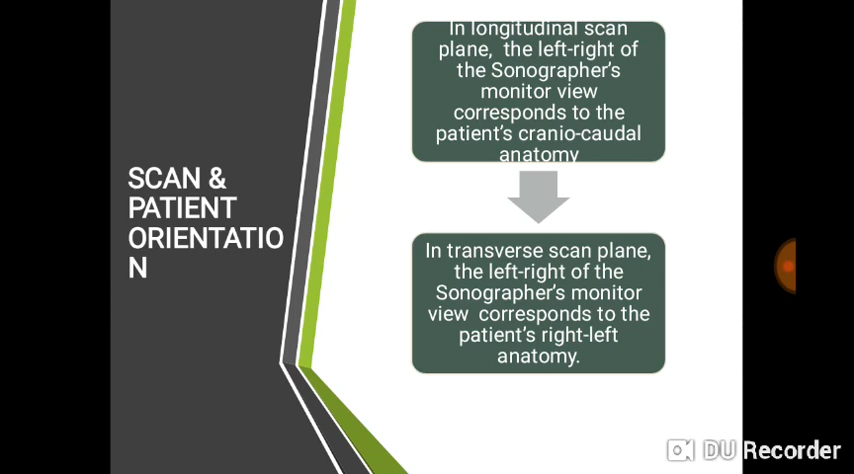 SCAN &
PATIENT
ORIENTATIO
N
In longitudinal scan
plane, the left-right of
the Sonographer's
monitor view
corresponds to the
patient's cranio-caudal
anatomy
In transverse scan plane,
the left-right of the
Sonographer's monitor
view corresponds to the
patient's right-left
anatomy.
DU Recorder